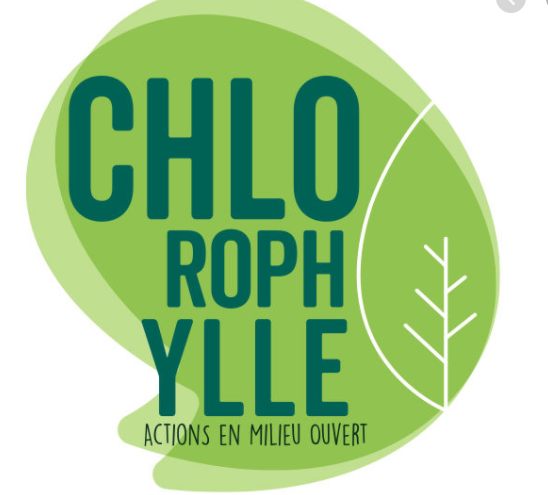 CHLO
ROPH
YLLE
ACTIONS EN MILIEU OUVERT